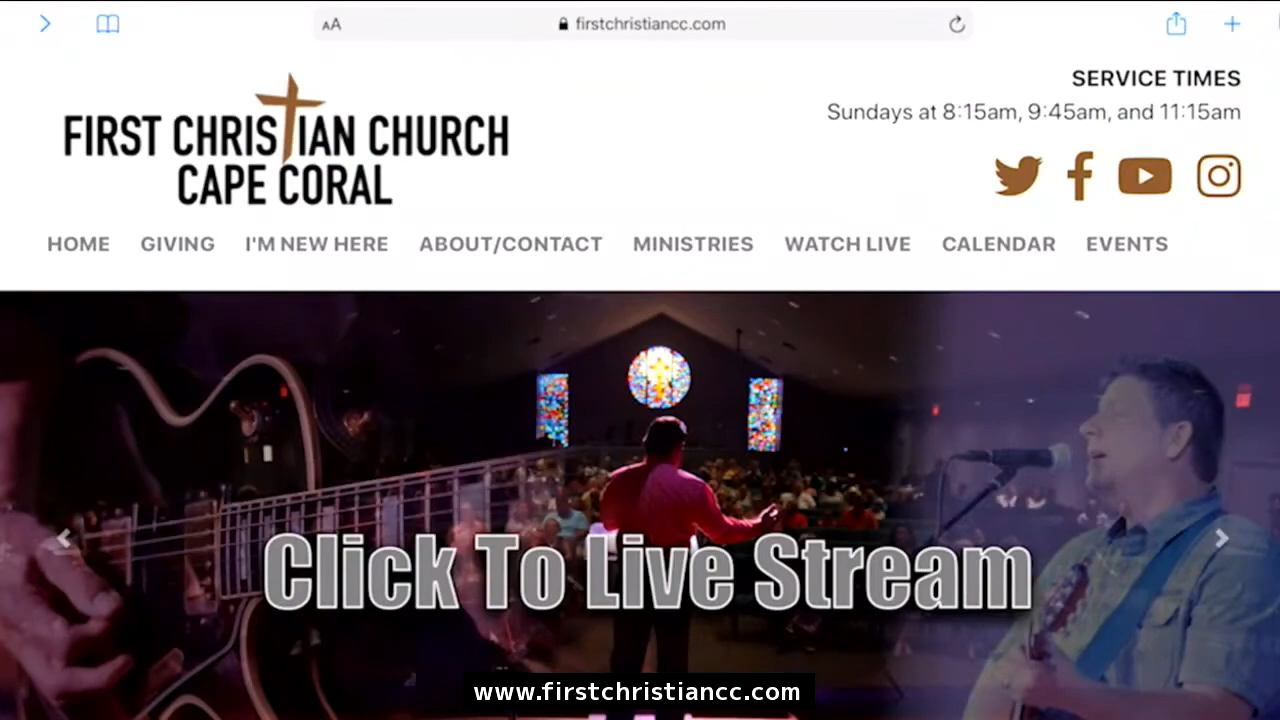 AA firstchristiancc.com
SERVICE TIMES
Sundays at 8:15am, 9:45am, and 11:15am
FIRST CHRISTIAN CHURCH
CAPE CORAL
HOME GIVING I'M NEW HERE ABOUT/CONTACT MINISTRIES WATCH LIVE CALENDAR EVENTS
Click To Live Stream
www.firstchristiancc.com